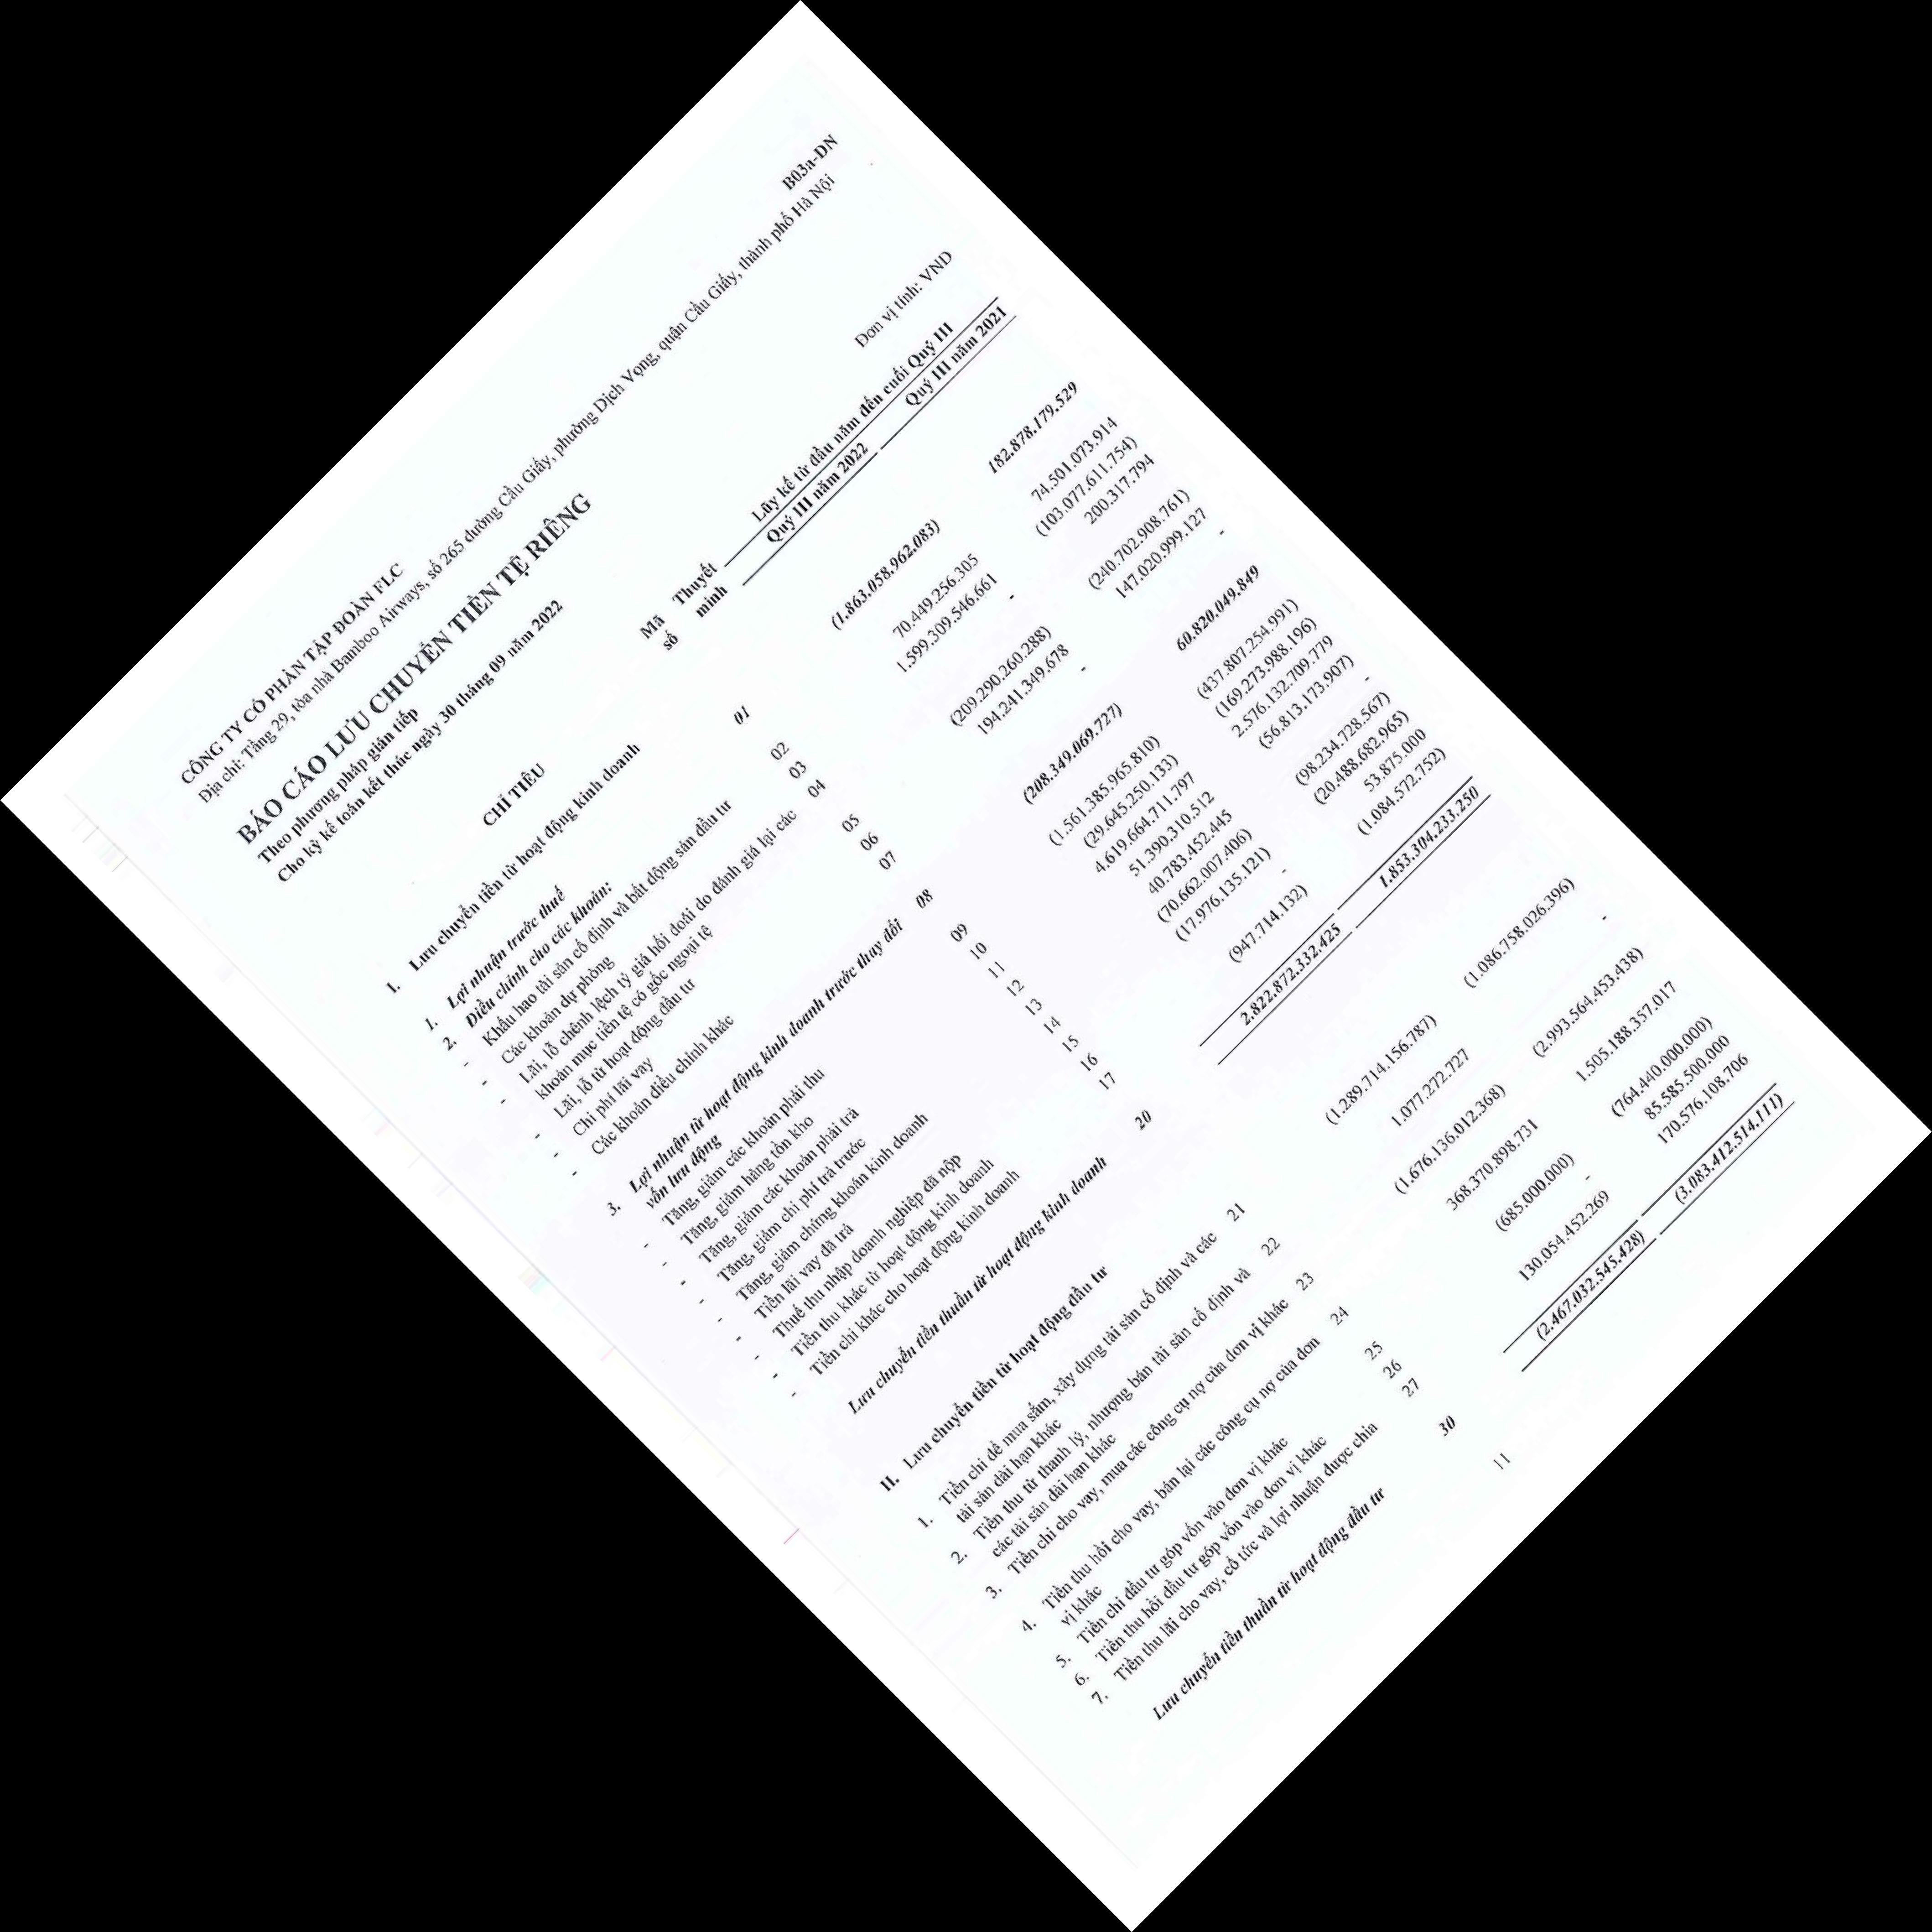 CÔNG TY CỔ PHẦN TẬP ĐOÀN FLC B03a-DN
Địa chỉ: Tầng 29, tòa nhà Bamboo Airways, số 265 đường Cầu Giấy, phường Dịch Vọng, quận Cầu Giấy, thành phố Hà Nội
BÁO CÁO LƯU CHUYỂN TIỀN TỆ RIÊNG
Theo phương pháp gián tiếp
Cho kỳ kế toán kết thúc ngày 30 tháng 09 năm 2022
Đơn vị tính: VND
CHỈ TIÊU Mã số Thuyết minh Lũy kế từ đầu năm đến cuối Quý III
Quý III năm 2022 Quý III năm 2021
I. Lưu chuyển tiền từ hoạt động kinh doanh
1. Lợi nhuận trước thuế 01 (1.863.058.962.083) 182.878.179.529
2. Điều chỉnh cho các khoản:
- Khấu hao tài sản cố định và bất động sản đầu tư 02 70.449.256.305 74.501.073.914
- Các khoản dự phòng 03 1.599.309.546.661 (103.077.611.754)
- Lãi, lỗ chênh lệch tỷ giá hối đoái do đánh giá lại các 04 - 200.317.794
khoản mục tiền tệ có gốc ngoại tệ
- Lãi, lỗ từ hoạt động đầu tư 05 (209.290.260.288) (240.702.908.761)
- Chi phí lãi vay 06 194.241.349.678 147.020.999.127
- Các khoản điều chỉnh khác 07 - -
3. Lợi nhuận từ hoạt động kinh doanh trước thay đổi 08 (208.349.069.727) 60.820.049.849
vốn lưu động
- Tăng, giảm các khoản phải thu 09 (1.561.385.965.810) (437.807.254.991)
- Tăng, giảm hàng tồn kho 10 (29.645.250.133) (169.273.988.196)
- Tăng, giảm các khoản phải trả 11 4.619.664.711.797 2.576.132.709.779
- Tăng, giảm chi phí trả trước 12 51.390.310.512 (56.813.173.907)
- Tăng, giảm chứng khoán kinh doanh 13 40.783.452.445 -
- Tiền lãi vay đã trả 14 (70.662.007.406) (98.234.728.567)
- Thuế thu nhập doanh nghiệp đã nộp 15 (17.976.135.121) (20.488.682.965)
- Tiền thu khác từ hoạt động kinh doanh 16 - 53.875.000
- Tiền chi khác cho hoạt động kinh doanh 17 (947.714.132) (1.084.572.752)
Lưu chuyển tiền thuần từ hoạt động kinh doanh 20 2.822.872.332.425 1.853.304.233.250
II. Lưu chuyển tiền từ hoạt động đầu tư
1. Tiền chi để mua sắm, xây dựng tài sản cố định và các 21 (1.289.714.156.787) (1.086.758.026.396)
tài sản dài hạn khác
2. Tiền thu từ thanh lý, nhượng bán tài sản cố định và 22 1.077.272.727 -
các tài sản dài hạn khác
3. Tiền chi cho vay, mua các công cụ nợ của đơn vị khác 23 (1.676.136.012.368) (2.993.564.453.438)
4. Tiền thu hồi cho vay, bán lại các công cụ nợ của đơn 24 368.370.898.731 1.505.188.357.017
vị khác
5. Tiền chi đầu tư góp vốn vào đơn vị khác 25 (685.000.000) (764.440.000.000)
6. Tiền thu hồi đầu tư góp vốn vào đơn vị khác 26 - 85.585.500.000
7. Tiền thu lãi cho vay, cổ tức và lợi nhuận được chia 27 130.054.452.269 170.576.108.706
Lưu chuyển tiền thuần từ hoạt động đầu tư 30 (2.467.032.545.428) (3.083.412.514.111)
11